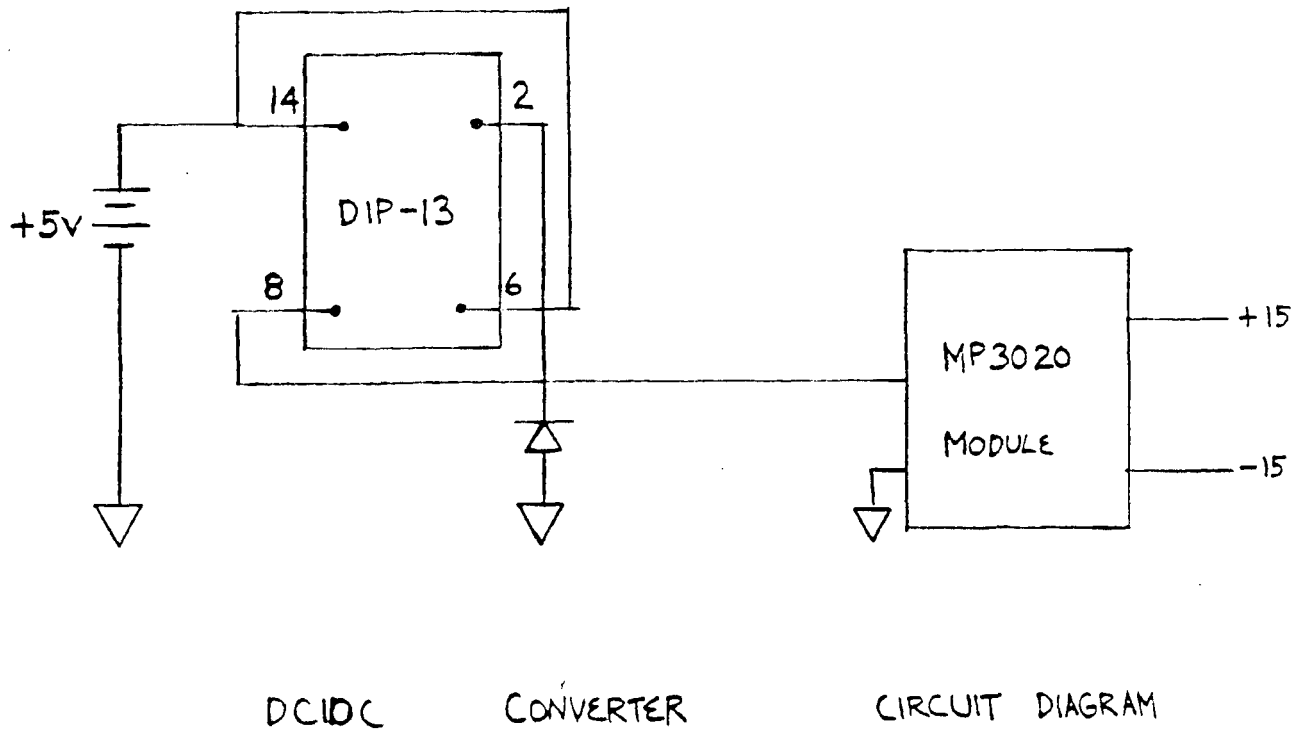 14
2
DIP-13
+5V
8
6
+15
MP3020
MODULE
-15
DC/DC CONVERTER CIRCUIT DIAGRAM